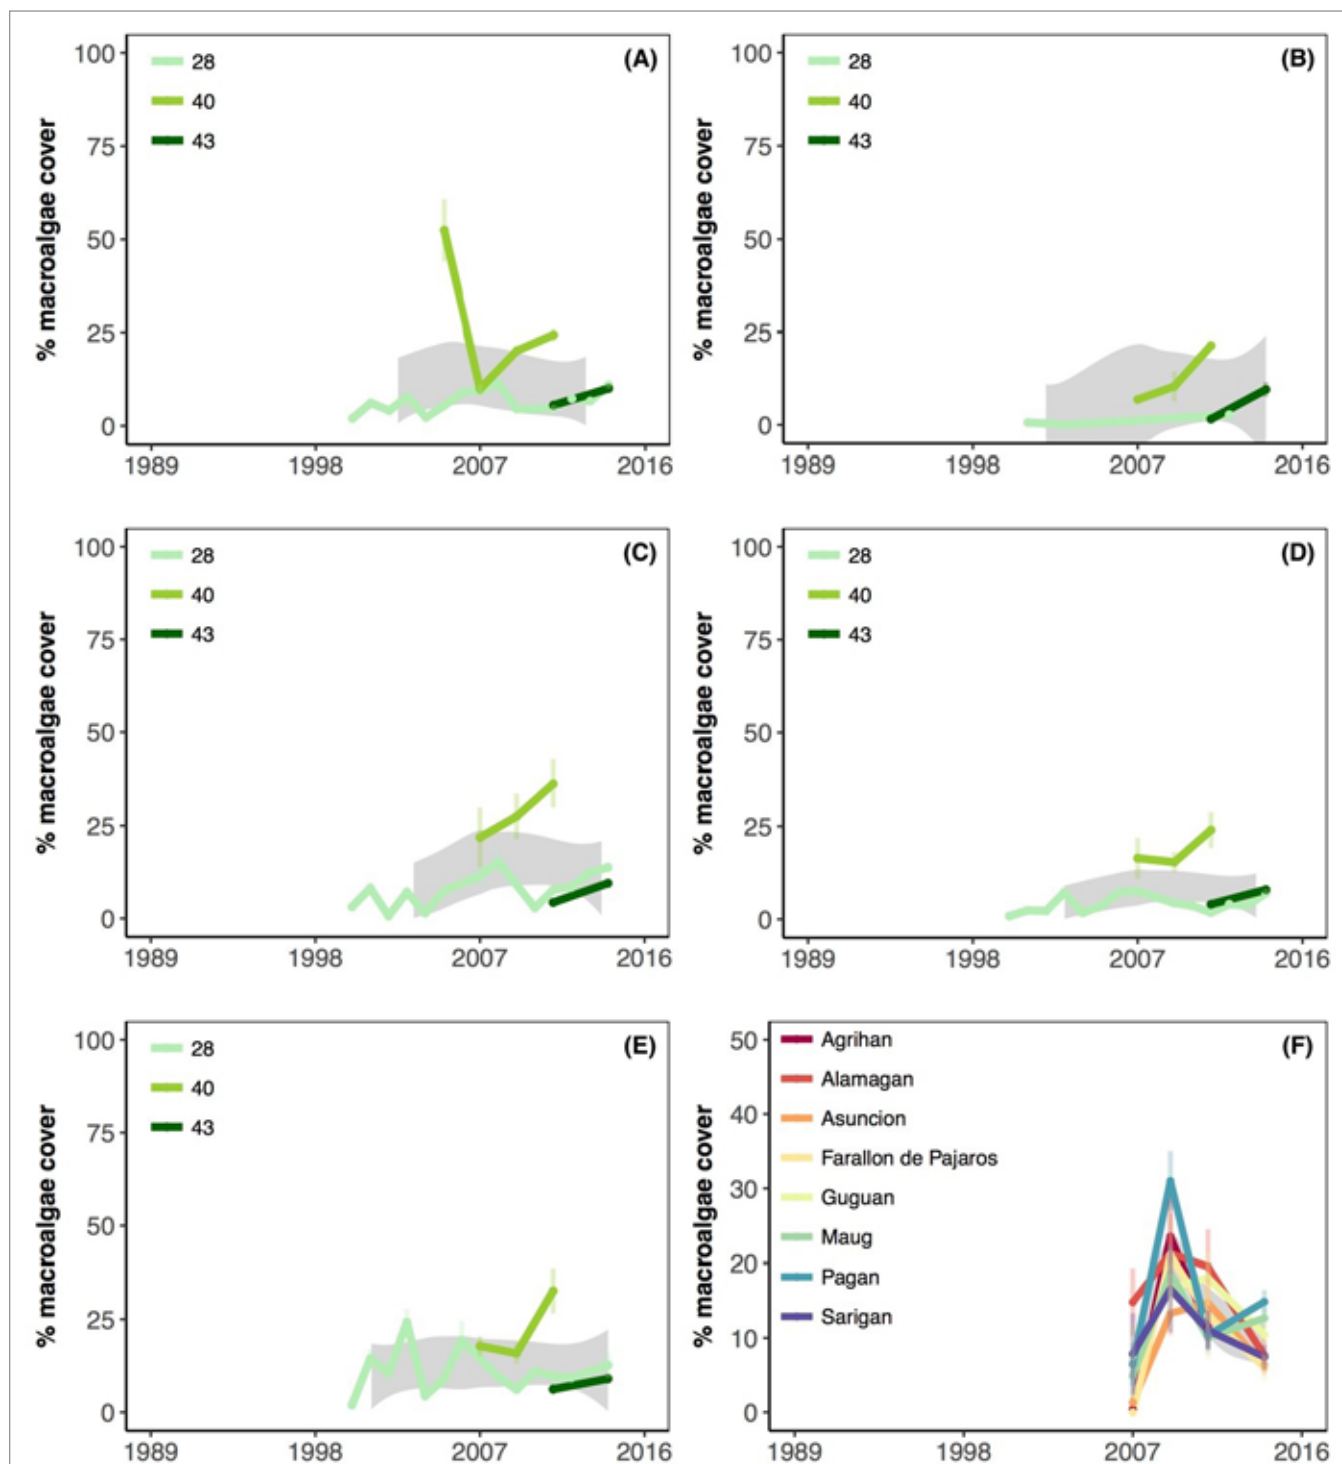 (A)
28
40
43
% macroalgae cover
100
75
50
25
0
1989 1998 2007 2016
(B)
28
40
43
% macroalgae cover
100
75
50
25
0
1989 1998 2007 2016
(C)
28
40
43
% macroalgae cover
100
75
50
25
0
1989 1998 2007 2016
(D)
28
40
43
% macroalgae cover
100
75
50
25
0
1989 1998 2007 2016
(E)
28
40
43
% macroalgae cover
100
75
50
25
0
1989 1998 2007 2016
(F)
Agrihan
Alamagan
Asuncion
Farallon de Pajaros
Guguan
Maug
Pagan
Sarigan
% macroalgae cover
50
40
30
20
10
0
1989 1998 2007 2016